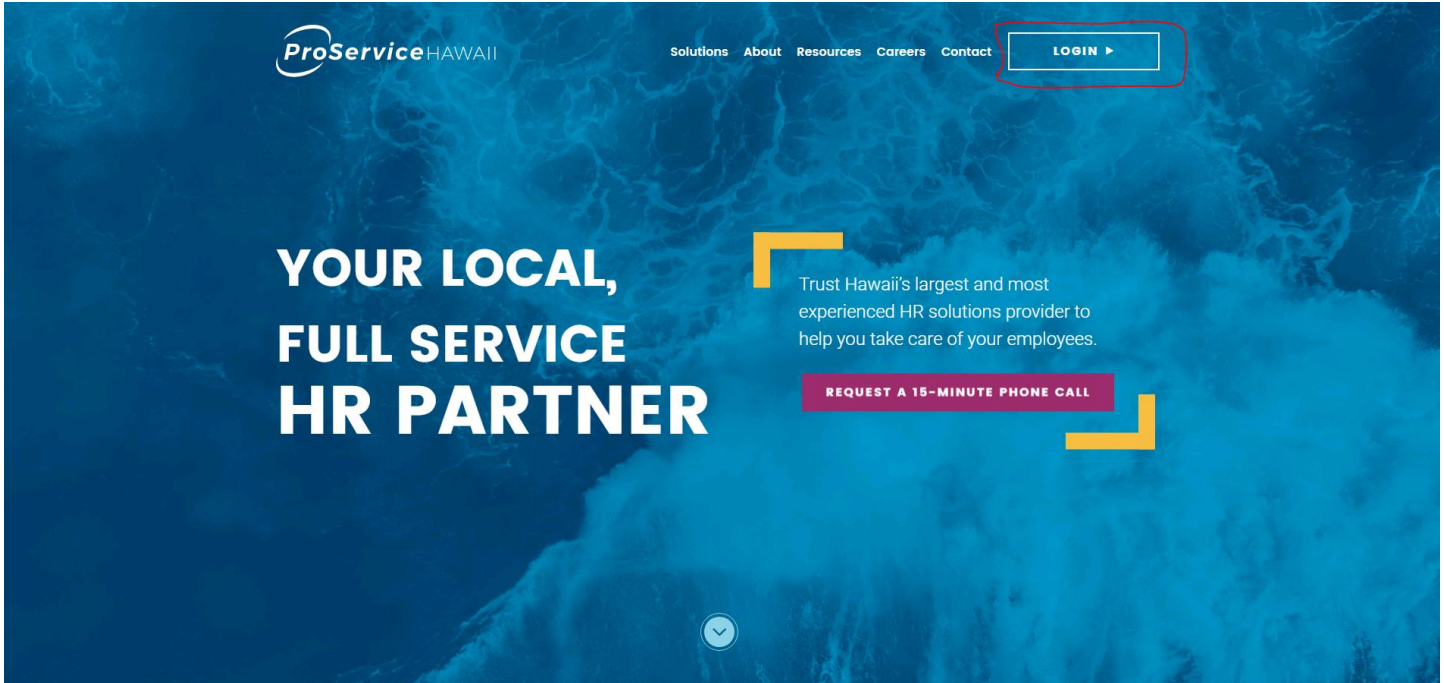 ProService HAWAII
Solutions About Resources Careers Contact LOGIN
YOUR LOCAL,
FULL SERVICE
HR PARTNER
Trust Hawaii's largest and most
experienced HR solutions provider to
help you take care of your employees.
REQUEST A 15-MINUTE PHONE CALL